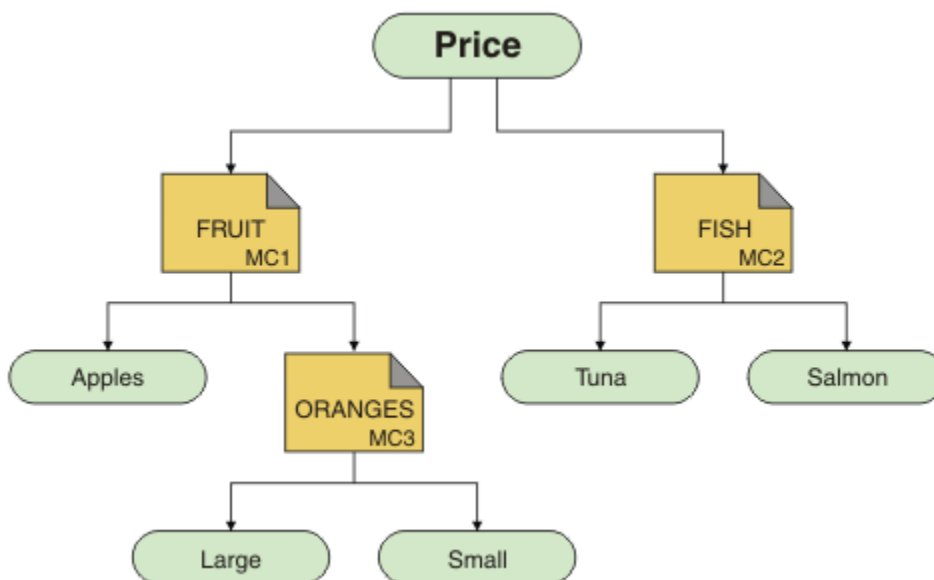 Price
FRUIT
MC1
FISH
MC2
Apples
ORANGES
MC3
Tuna
Salmon
Large
Small